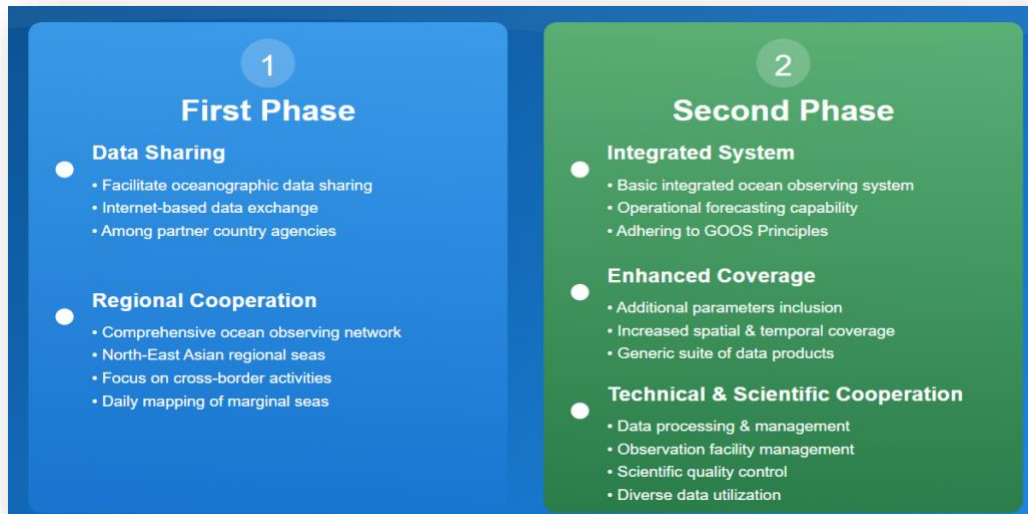 1
First Phase
Data Sharing
• Facilitate oceanographic data sharing
• Internet-based data exchange
• Among partner country agencies
Regional Cooperation
• Comprehensive ocean observing network
• North-East Asian regional seas
• Focus on cross-border activities
• Daily mapping of marginal seas
2
Second Phase
Integrated System
• Basic integrated ocean observing system
• Operational forecasting capability
• Adhering to GOOS Principles
Enhanced Coverage
• Additional parameters inclusion
• Increased spatial & temporal coverage
• Generic suite of data products
Technical & Scientific Cooperation
• Data processing & management
• Observation facility management
• Scientific quality control
• Diverse data utilization